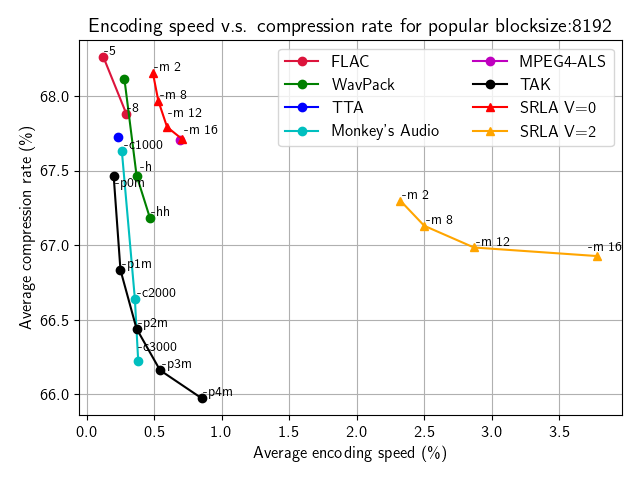 Encoding speed v.s. compression rate for popular blocksize:8192
FLAC
WavPack
TTA
Monkey's Audio
MPEG4-ALS
TAK
SRLA V=0
SRLA V=2
-5
-8
-h
-hh
-c1000
-c2000
-c3000
-p0m
-p1m
-p2m
-p3m
-p4m
-m 2
-m 8
-m 12
-m 16
-m 2
-m 8
-m 12
-m 16
68.0
67.5
67.0
66.5
66.0
Average compression rate (%)
0.0 0.5 1.0 1.5 2.0 2.5 3.0 3.5
Average encoding speed (%)